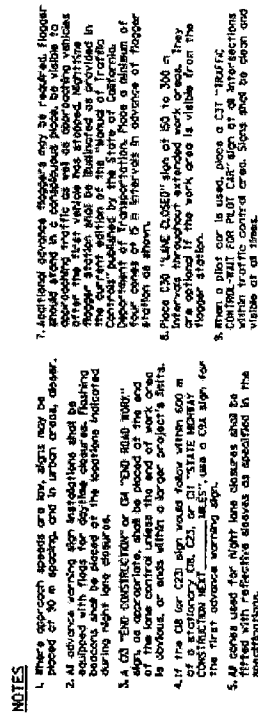 NOTES
1. Where approach speeds are low, signs may be
placed at 90 m spacing, and in urban areas, closer.
2. All advance warning sign installations shall be
equipped with flags for daytime closures. Flashing
beacons shall be placed at the locations indicated
during night lane closures.
3. A G13 "END CONSTRUCTION" or G14 "END ROAD WORK"
sign, as appropriate, shall be placed at the end
of the lane control unless the end of work area
is obvious, or ends within a larger project's limits.
4. If the C18 (or C23) sign would follow within 600 m
of a stationary C18, C23, or C11 "STATE HIGHWAY
CONSTRUCTION NEXT ____ MILES", use a C9A sign for
the first advance warning sign.
5. All cones used for night lane closures shall be
fitted with reflective sleeves as specified in the
specifications.
7. Additional advance flaggers may be required. Flagger
should stand in a conspicuous place, be visible to
approaching traffic as well as approaching vehicles
after the first vehicle has stopped. Nighttime
flagger station shall be illuminated as provided in
the current edition of the "Manual of Traffic
Controls" published by the State of California
Department of Transportation. Place a minimum of
four cones at 15 m intervals in advance of flagger
station as shown.
8. Place C30 "LANE CLOSED" sign at 150 to 300 m
intervals throughout extended work areas. They
are optional if the work area is visible from the
flagger station.
9. When a pilot car is used, place a C37 "TRAFFIC
CONTROL-WAIT FOR PILOT CAR" sign at all intersections
within traffic control area. Signs shall be clean and
visible at all times.